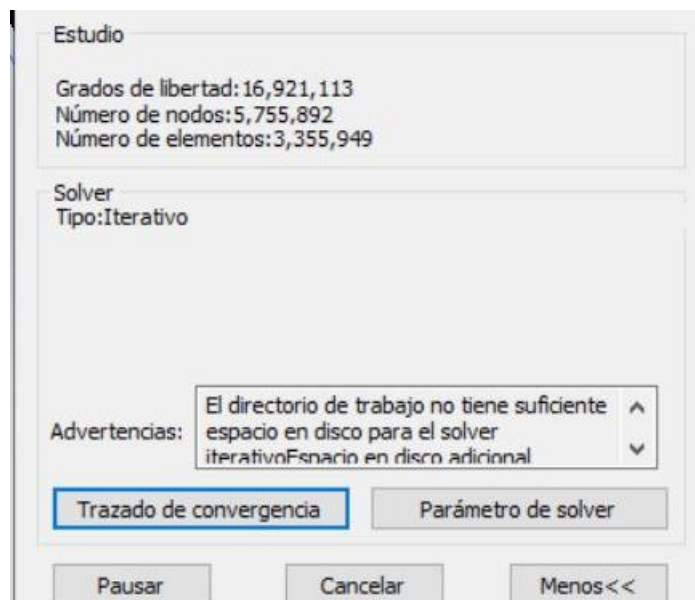 Estudio
Grados de libertad:16,921,113
Número de nodos:5,755,892
Número de elementos:3,355,949
Solver
Tipo:Iterativo
Advertencias:
El directorio de trabajo no tiene suficiente
espacio en disco para el solver
iterativoEspacio en disco adicional
Trazado de convergencia
Parámetro de solver
Pausar
Cancelar
Menos<<